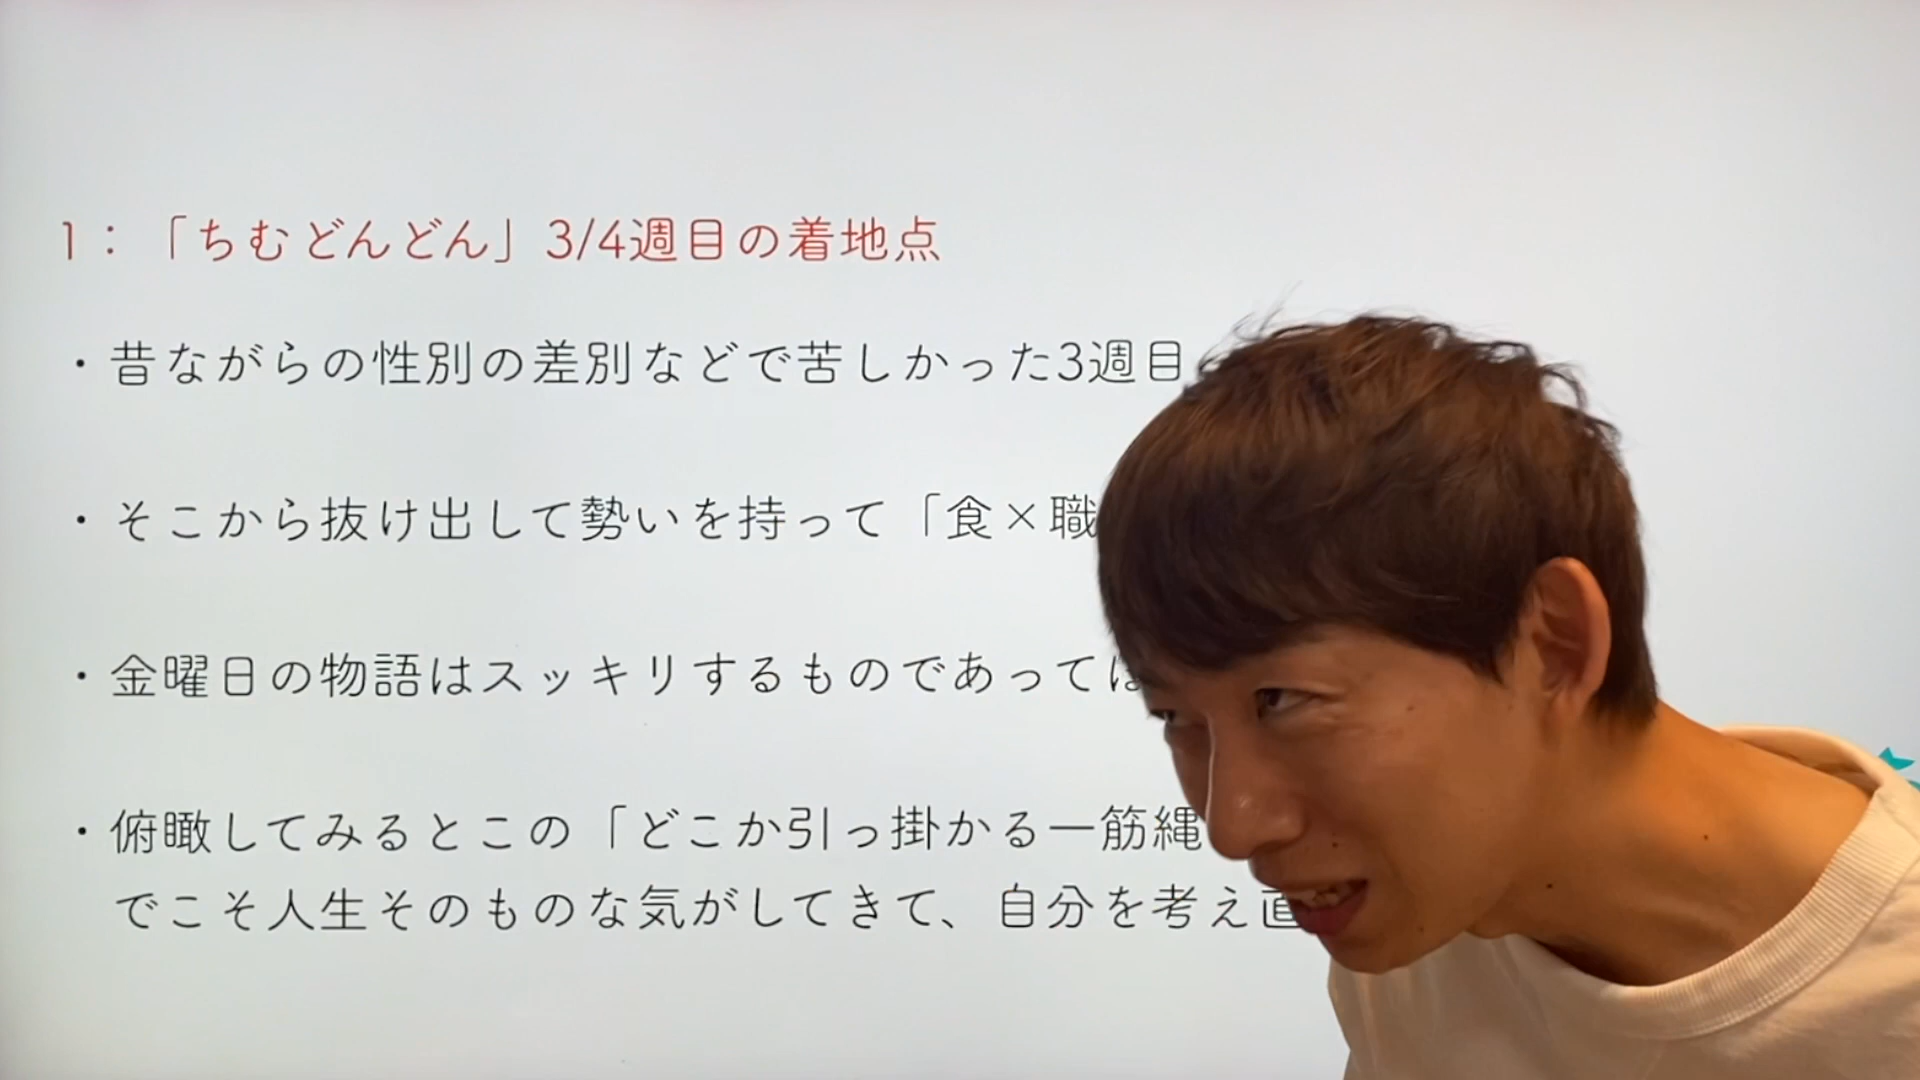 1：「ちむどんどん」3/4週目の着地点
・昔ながらの性別の差別などで苦しかった3週目
・そこから抜け出して勢いを持って「食×職
・金曜日の物語はスッキリするものであっては
・俯瞰してみるとこの「どこか引っ掛かる一筋縄
でこそ人生そのものな気がしてきて、自分を考え直